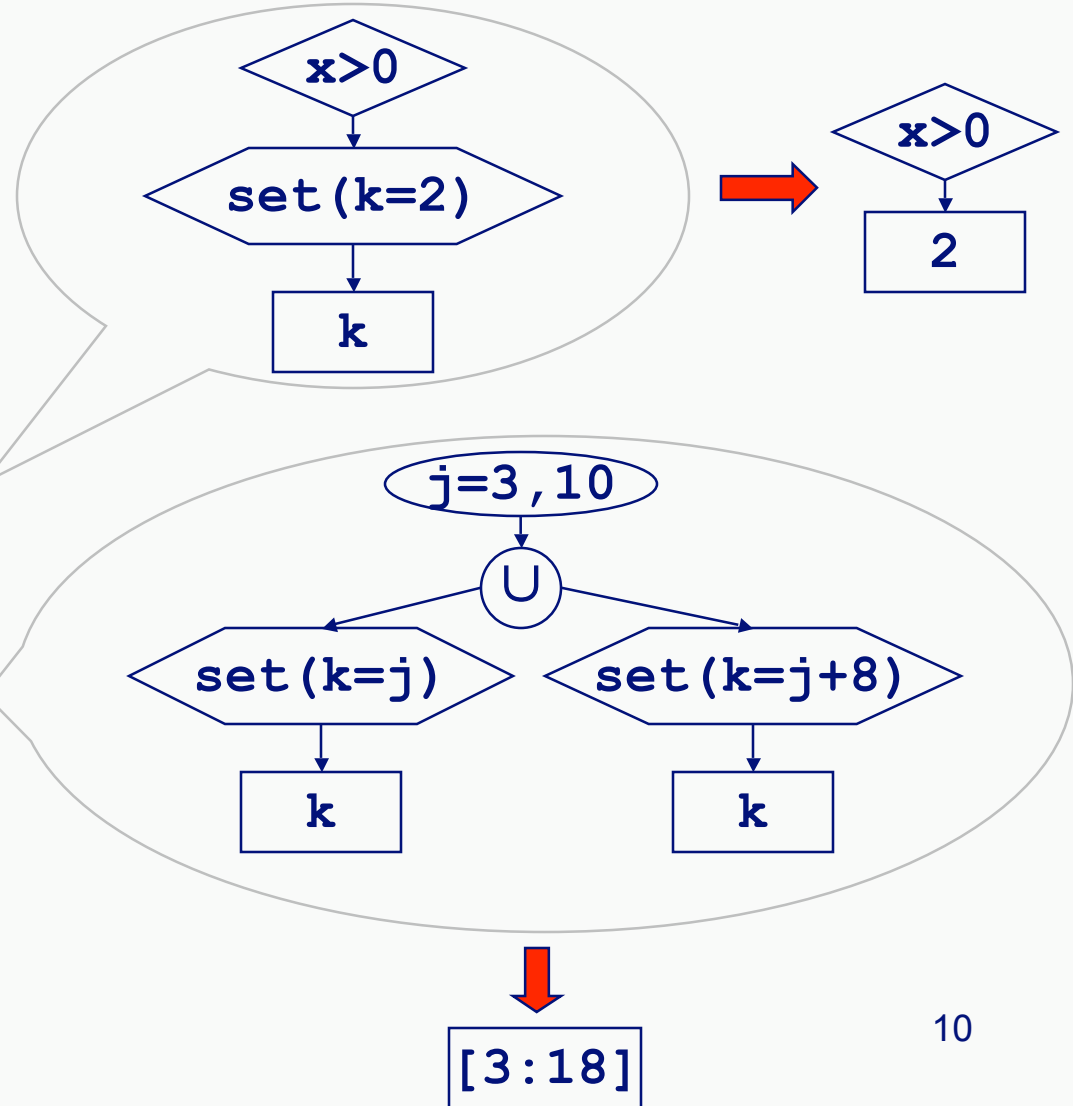 x>0
set(k=2)
k
x>0
2
j=3,10
∪
set(k=j)
set(k=j+8)
k
k
[3:18]
10